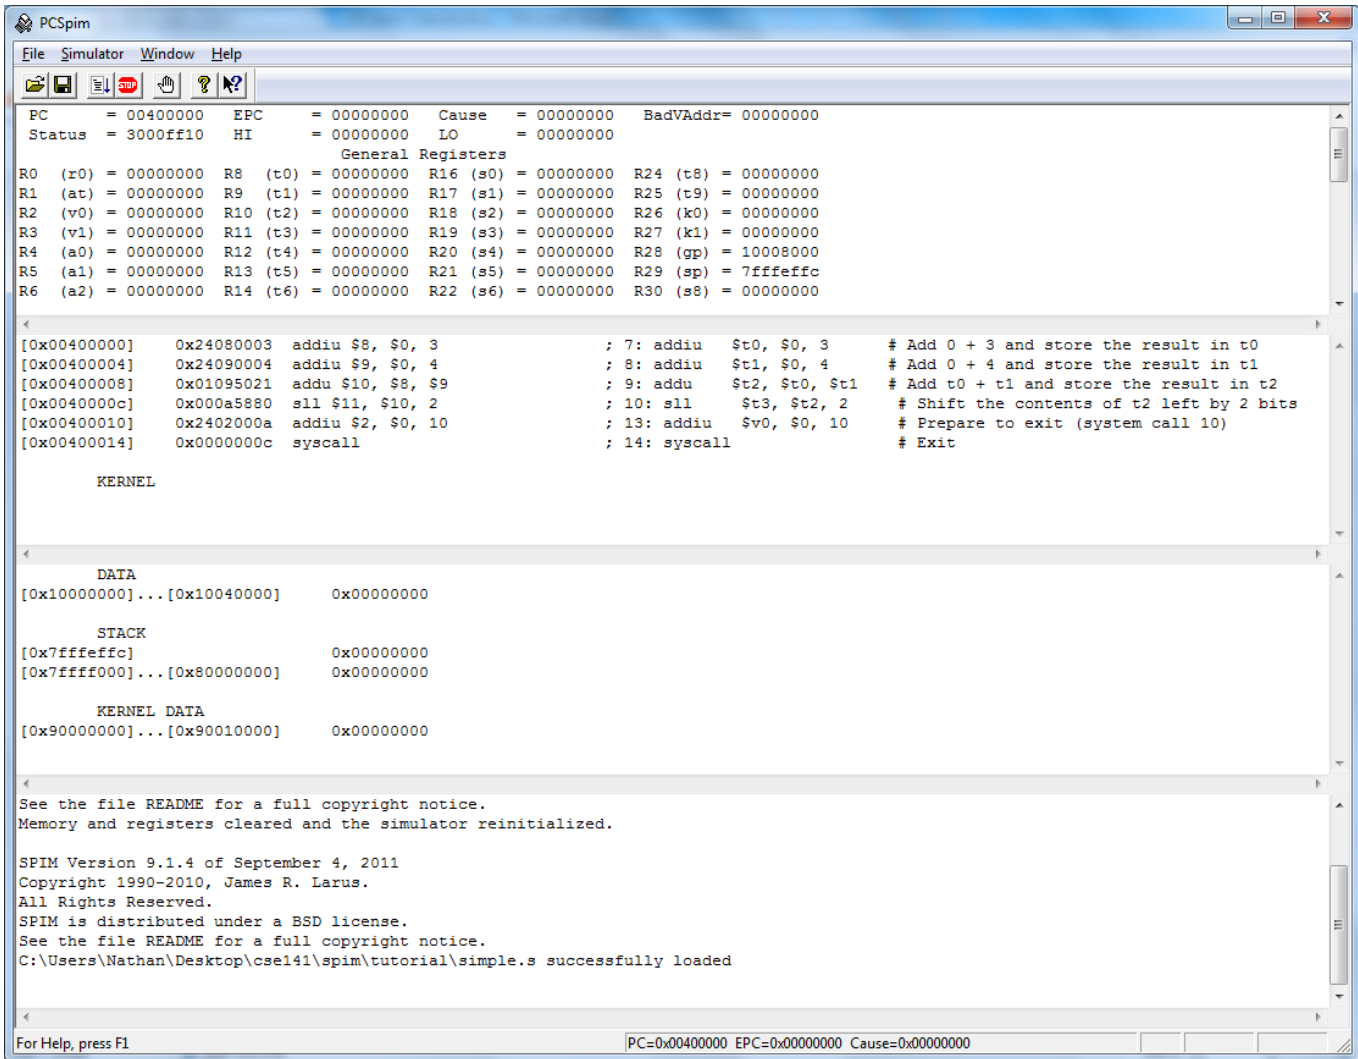 PCSpim
File Simulator Window Help
STOP
PC      = 00400000   EPC     = 00000000   Cause   = 00000000   BadVAddr= 00000000
Status  = 3000ff10   HI      = 00000000   LO      = 00000000
General Registers
R0  (r0) = 00000000  R8  (t0) = 00000000  R16 (s0) = 00000000  R24 (t8) = 00000000
R1  (at) = 00000000  R9  (t1) = 00000000  R17 (s1) = 00000000  R25 (t9) = 00000000
R2  (v0) = 00000000  R10 (t2) = 00000000  R18 (s2) = 00000000  R26 (k0) = 00000000
R3  (v1) = 00000000  R11 (t3) = 00000000  R19 (s3) = 00000000  R27 (k1) = 00000000
R4  (a0) = 00000000  R12 (t4) = 00000000  R20 (s4) = 00000000  R28 (gp) = 10008000
R5  (a1) = 00000000  R13 (t5) = 00000000  R21 (s5) = 00000000  R29 (sp) = 7fffeffc
R6  (a2) = 00000000  R14 (t6) = 00000000  R22 (s6) = 00000000  R30 (s8) = 00000000
[0x00400000]    0x24080003  addiu $8, $0, 3                 ; 7: addiu   $t0, $0, 3      # Add 0 + 3 and store the result in t0
[0x00400004]    0x24090004  addiu $9, $0, 4                 ; 8: addiu   $t1, $0, 4      # Add 0 + 4 and store the result in t1
[0x00400008]    0x01095021  addu $10, $8, $9                ; 9: addu    $t2, $t0, $t1   # Add t0 + t1 and store the result in t2
[0x0040000c]    0x000a5880  sll $11, $10, 2                 ; 10: sll     $t3, $t2, 2     # Shift the contents of t2 left by 2 bits
[0x00400010]    0x2402000a  addiu $2, $0, 10                ; 13: addiu   $v0, $0, 10     # Prepare to exit (system call 10)
[0x00400014]    0x0000000c  syscall                         ; 14: syscall                 # Exit
KERNEL
DATA
[0x10000000]...[0x10040000]     0x00000000
STACK
[0x7fffeffc]                    0x00000000
[0x7ffff000]...[0x80000000]     0x00000000
KERNEL DATA
[0x90000000]...[0x90010000]     0x00000000
See the file README for a full copyright notice.
Memory and registers cleared and the simulator reinitialized.
SPIM Version 9.1.4 of September 4, 2011
Copyright 1990-2010, James R. Larus.
All Rights Reserved.
SPIM is distributed under a BSD license.
See the file README for a full copyright notice.
C:\Users\Nathan\Desktop\cse141\spim\tutorial\simple.s successfully loaded
For Help, press F1 PC=0x00400000 EPC=0x00000000 Cause=0x00000000